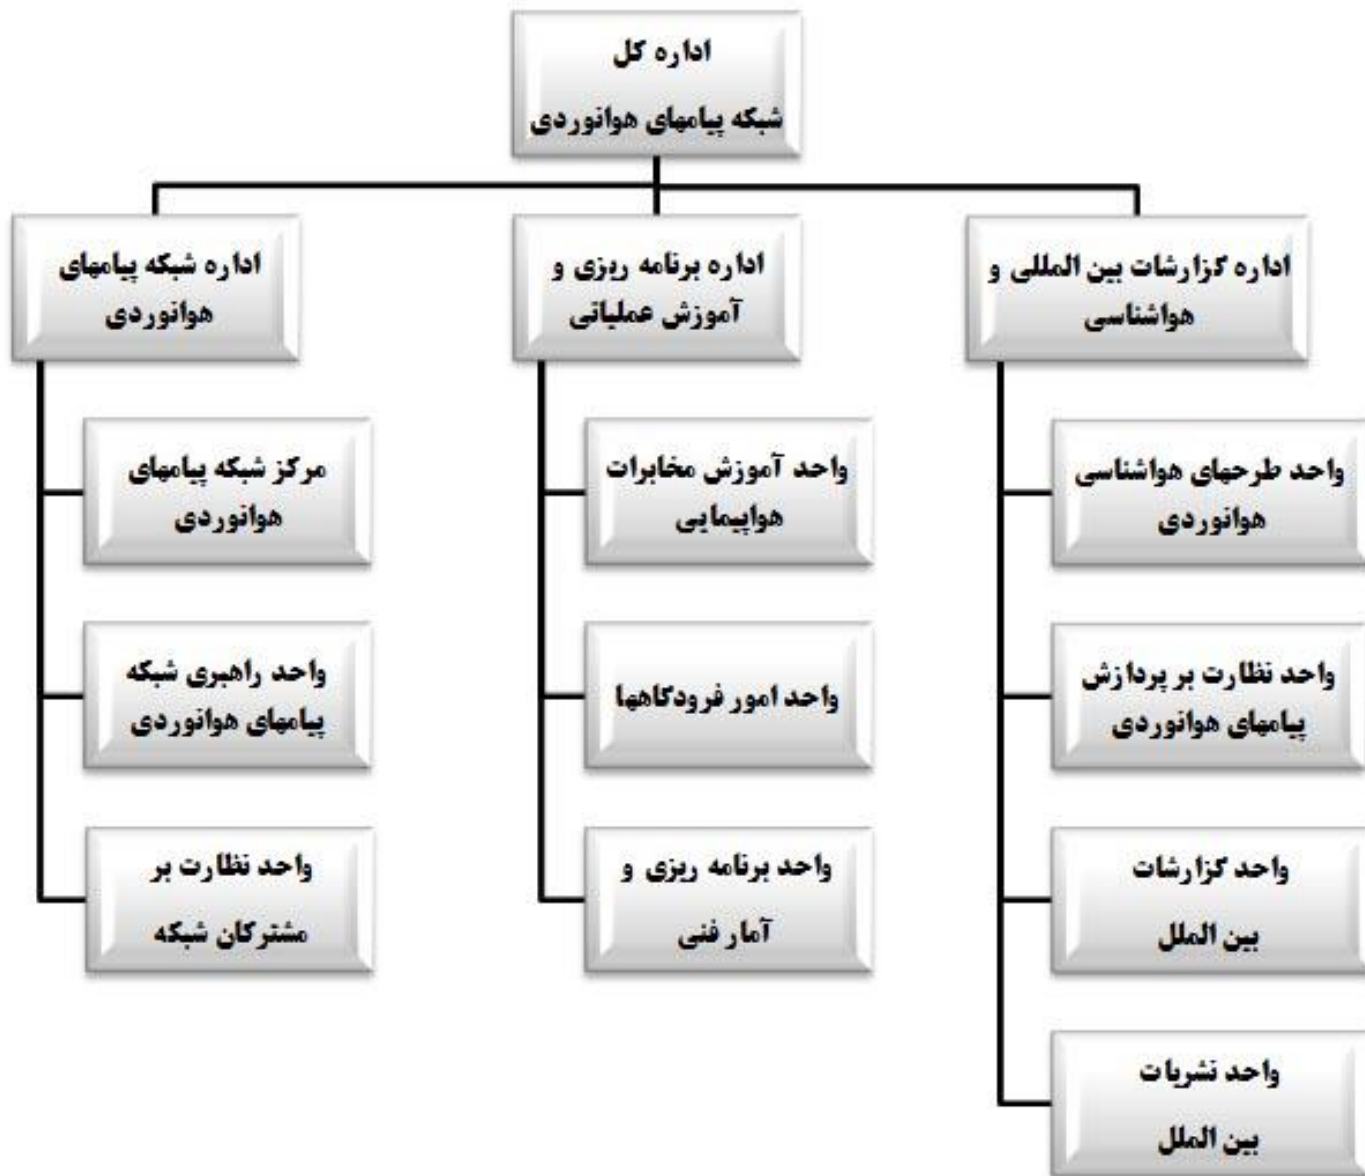 اداره کل
شبکه پیامهای هوانوردی
اداره گزارشات بین المللی و
هواشناسی
اداره برنامه ریزی و
آموزش عملیاتی
اداره شبکه پیامهای
هوانوردی
واحد طرحهای هواشناسی
هوانوردی
واحد آموزش مخابرات
هواپیمایی
مرکز شبکه پیامهای
هوانوردی
واحد نظارت بر پردازش
پیامهای هوانوردی
واحد امور فرودگاهها
واحد راهبری شبکه
پیامهای هوانوردی
واحد گزارشات
بین الملل
واحد برنامه ریزی و
آمار فنی
واحد نظارت بر
مشترکان شبکه
واحد نشریات
بین الملل